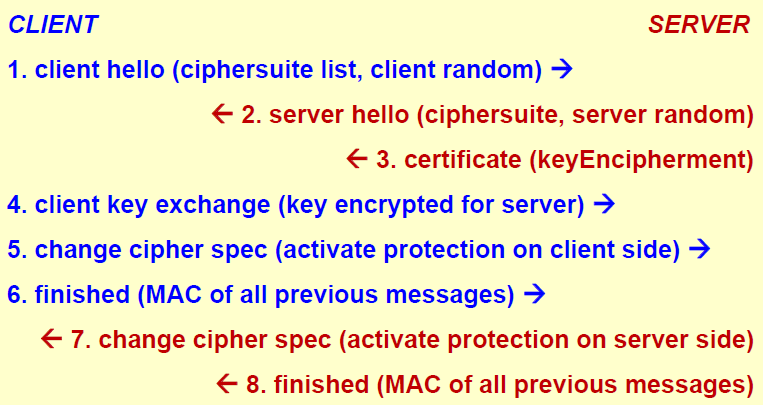 CLIENT SERVER
1. client hello (ciphersuite list, client random) →
← 2. server hello (ciphersuite, server random)
← 3. certificate (keyEncipherment)
4. client key exchange (key encrypted for server) →
5. change cipher spec (activate protection on client side) →
6. finished (MAC of all previous messages) →
← 7. change cipher spec (activate protection on server side)
← 8. finished (MAC of all previous messages)